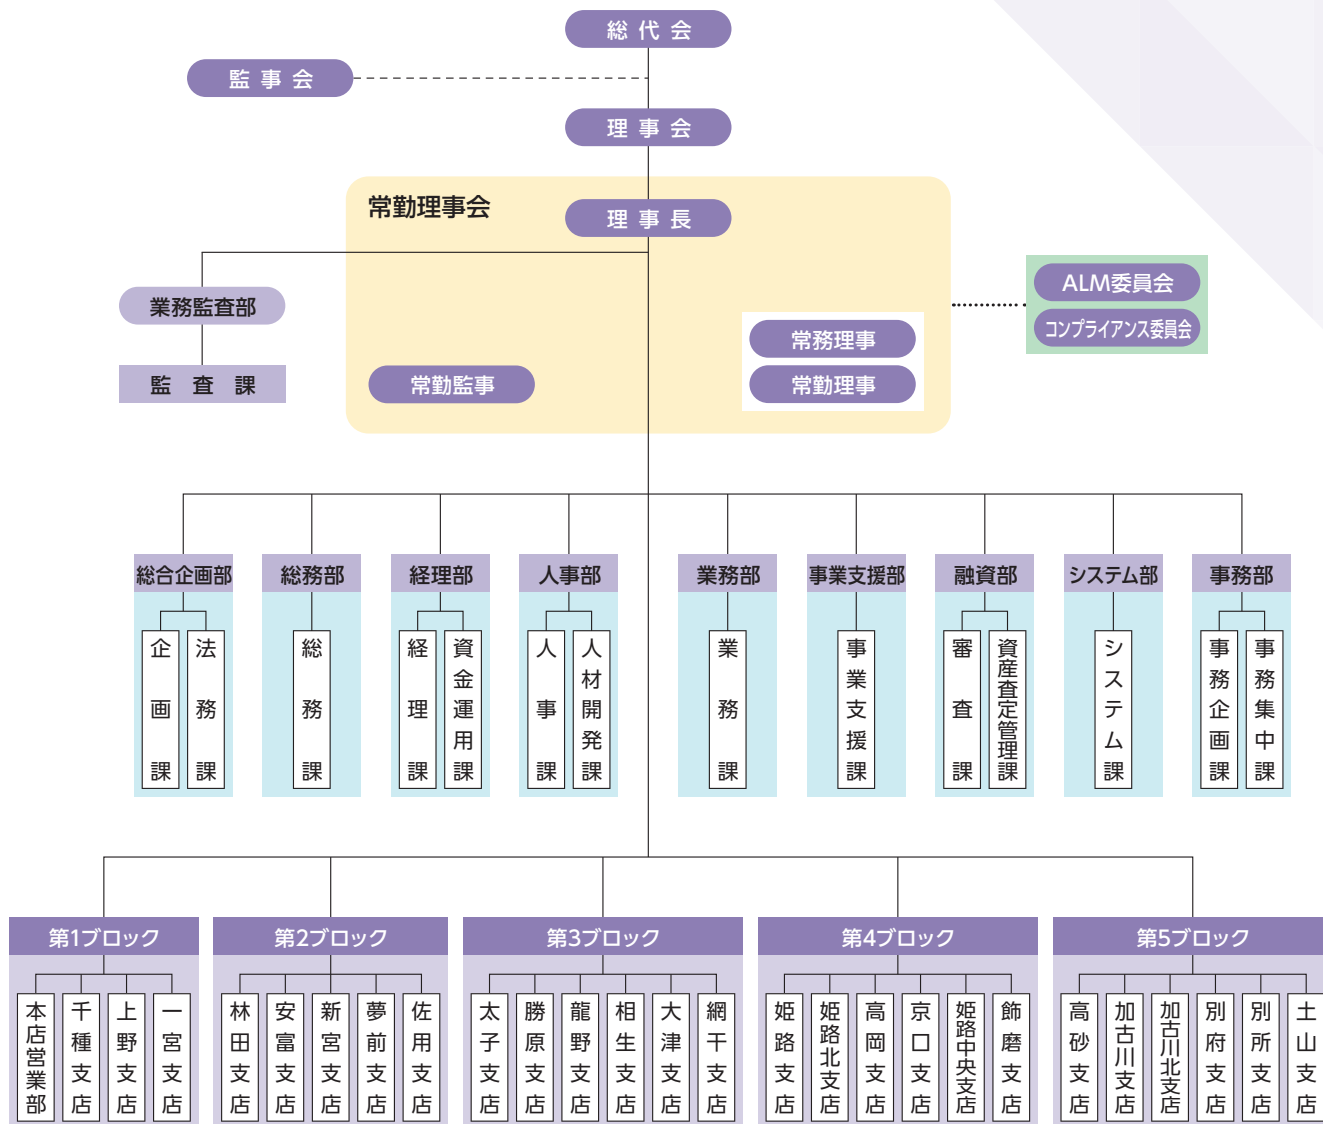 総代会
監事会
理事会
常勤理事会
理事長
業務監査部
監査課
ALM委員会
コンプライアンス委員会
常務理事
常勤理事
常勤監事
総合企画部
総務部
経理部
人事部
業務部
事業支援部
融資部
システム部
事務部
企画課
法務課
総務課
経理課
資金運用課
人事課
人材開発課
業務課
事業支援課
審査課
資産査定管理課
システム課
事務企画課
事務集中課
第1ブロック
第2ブロック
第3ブロック
第4ブロック
第5ブロック
本店営業部
千種支店
上野支店
一宮支店
林田支店
安富支店
新宮支店
夢前支店
佐用支店
太子支店
勝原支店
龍野支店
相生支店
大津支店
網干支店
姫路支店
姫路北支店
高岡支店
京口支店
姫路中央支店
飾磨支店
高砂支店
加古川支店
加古川北支店
別府支店
別所支店
土山支店